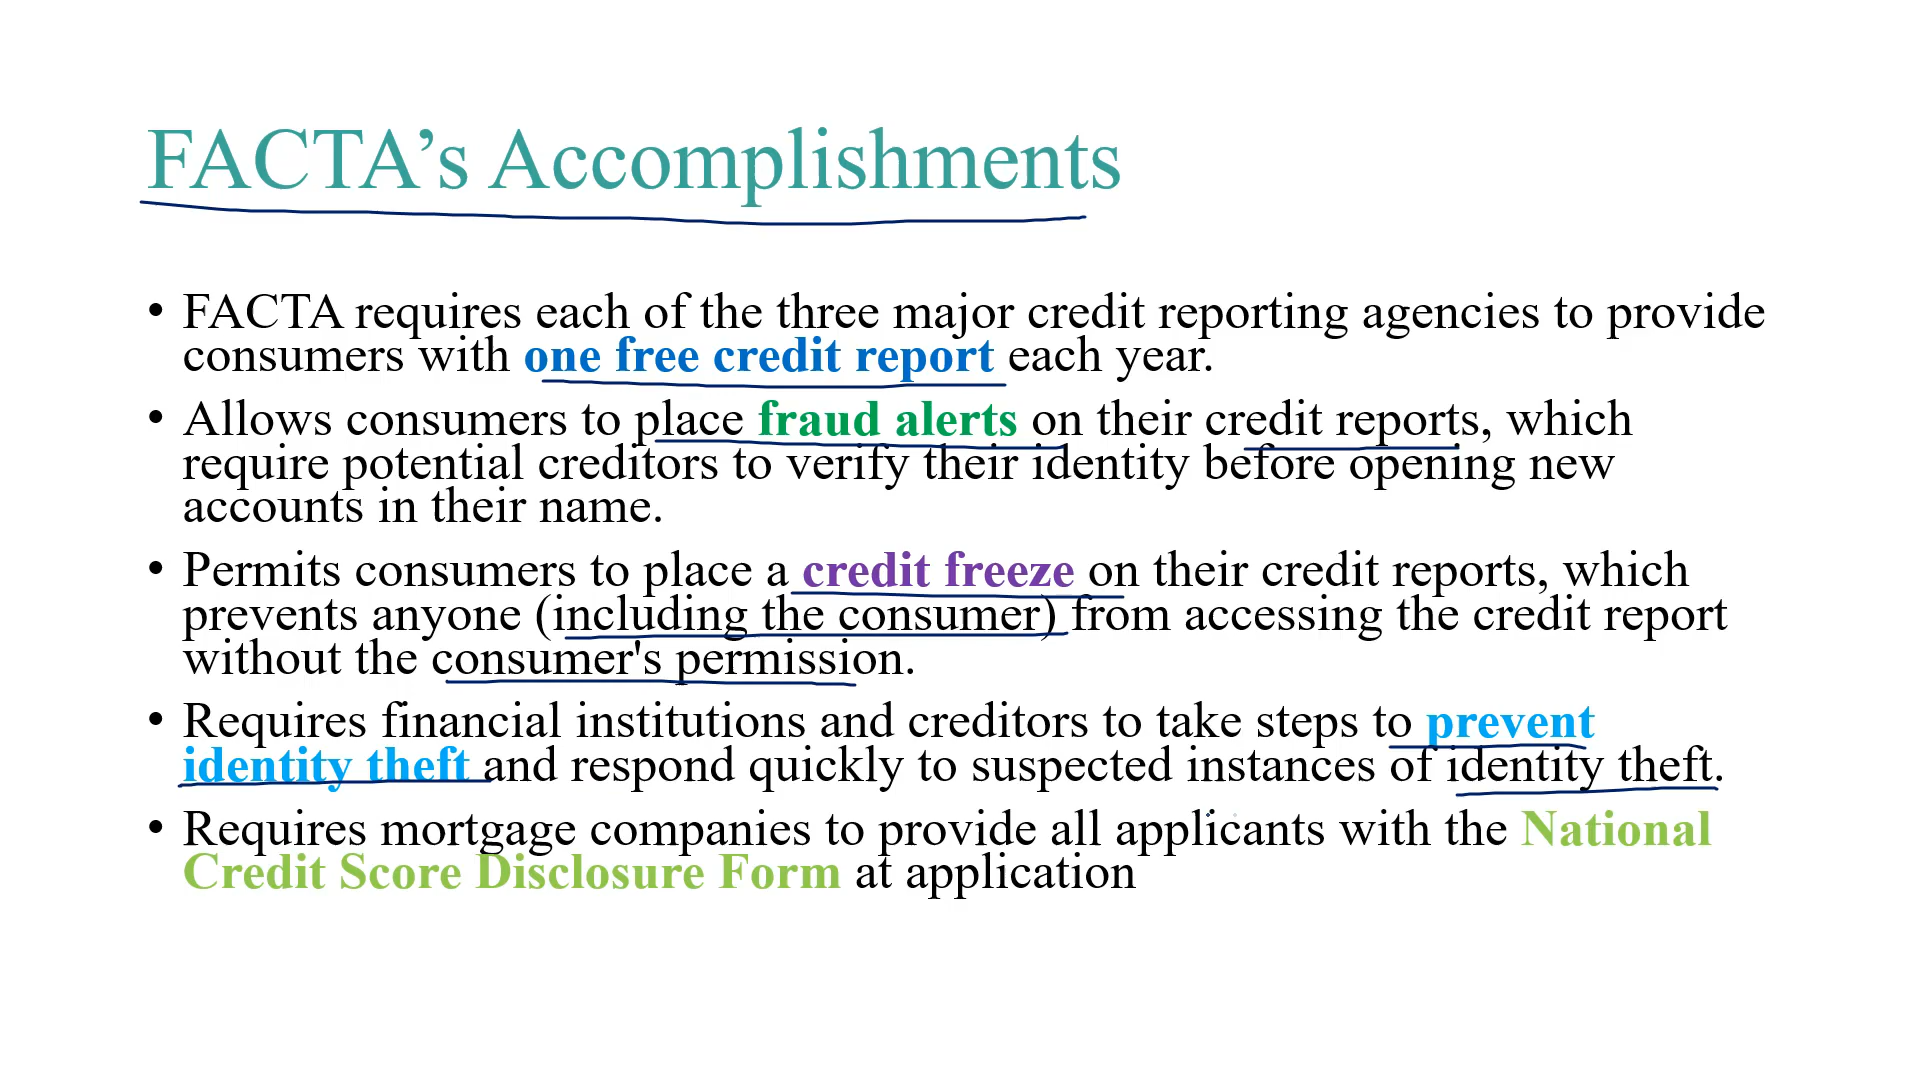 FACTA’s Accomplishments
• FACTA requires each of the three major credit reporting agencies to provide
consumers with one free credit report each year.
• Allows consumers to place fraud alerts on their credit reports, which
require potential creditors to verify their identity before opening new
accounts in their name.
• Permits consumers to place a credit freeze on their credit reports, which
prevents anyone (including the consumer) from accessing the credit report
without the consumer's permission.
• Requires financial institutions and creditors to take steps to prevent
identity theft and respond quickly to suspected instances of identity theft.
• Requires mortgage companies to provide all applicants with the National
Credit Score Disclosure Form at application